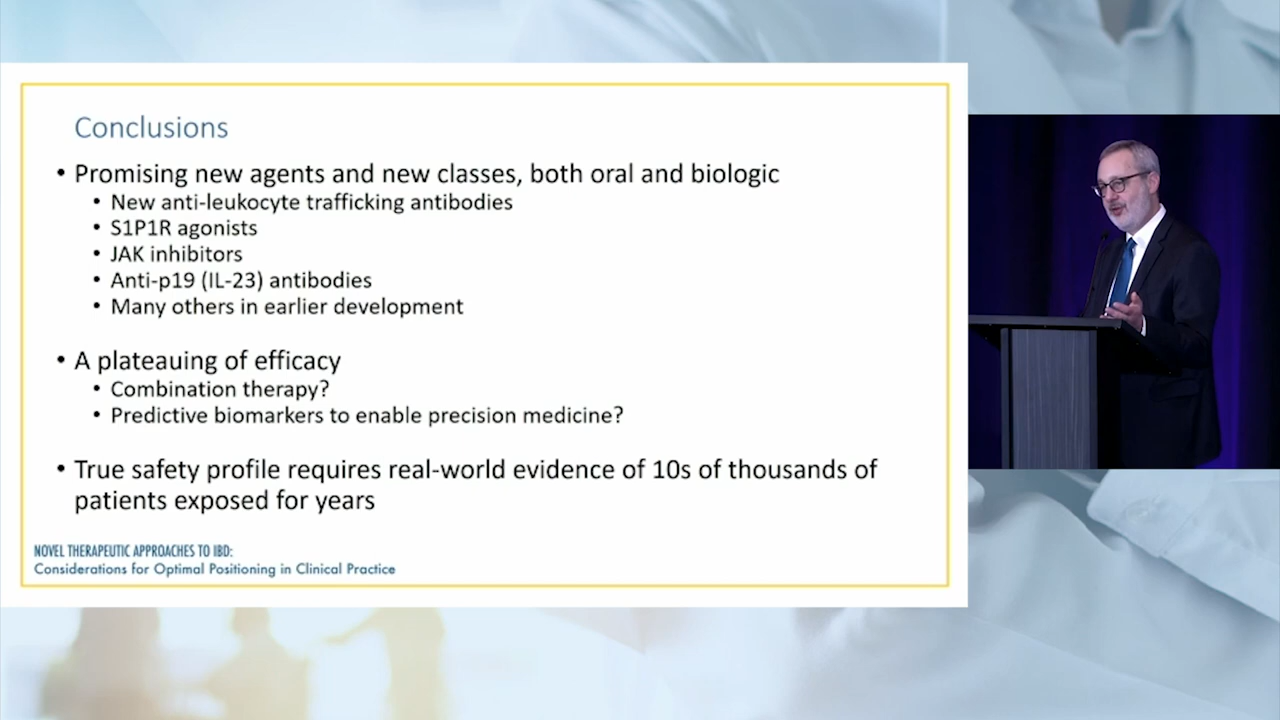 Conclusions
• Promising new agents and new classes, both oral and biologic
• New anti-leukocyte trafficking antibodies
• S1P1R agonists
• JAK inhibitors
• Anti-p19 (IL-23) antibodies
• Many others in earlier development
• A plateauing of efficacy
• Combination therapy?
• Predictive biomarkers to enable precision medicine?
• True safety profile requires real-world evidence of 10s of thousands of
patients exposed for years
NOVEL THERAPEUTIC APPROACHES TO IBD:
Considerations for Optimal Positioning in Clinical Practice